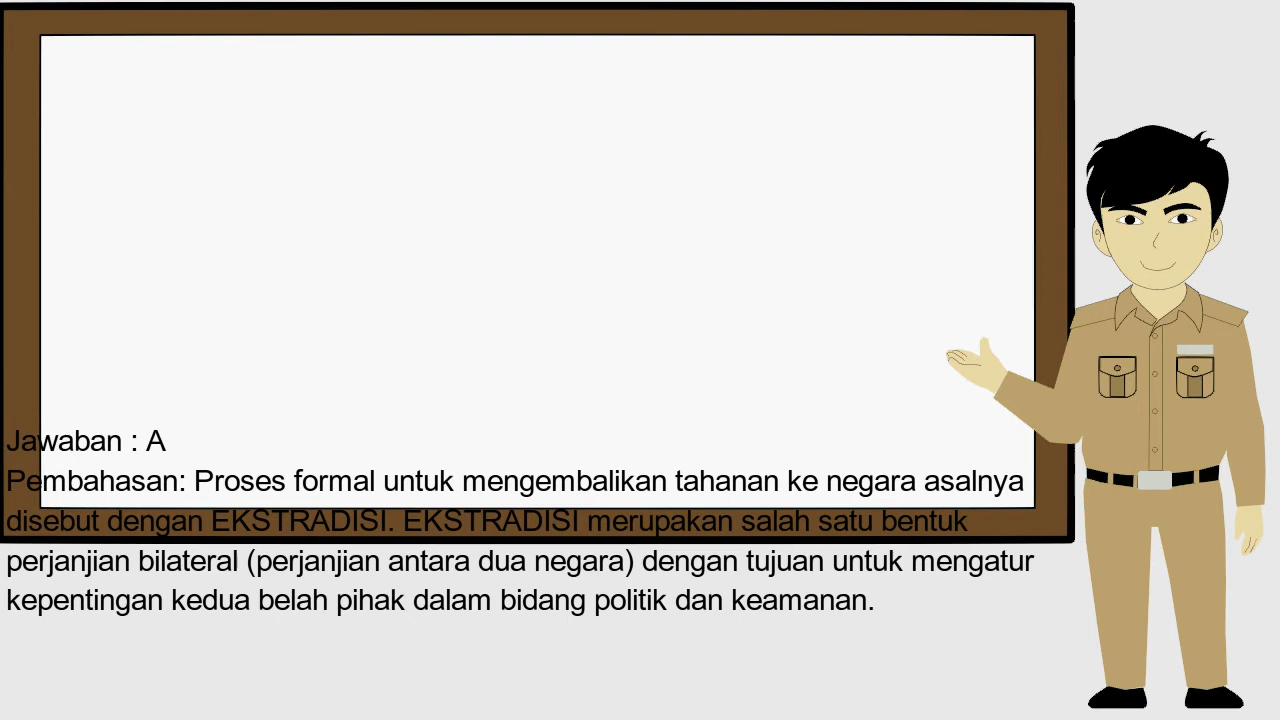 Jawaban : A
Pembahasan: Proses formal untuk mengembalikan tahanan ke negara asalnya
disebut dengan EKSTRADISI. EKSTRADISI merupakan salah satu bentuk
perjanjian bilateral (perjanjian antara dua negara) dengan tujuan untuk mengatur
kepentingan kedua belah pihak dalam bidang politik dan keamanan.